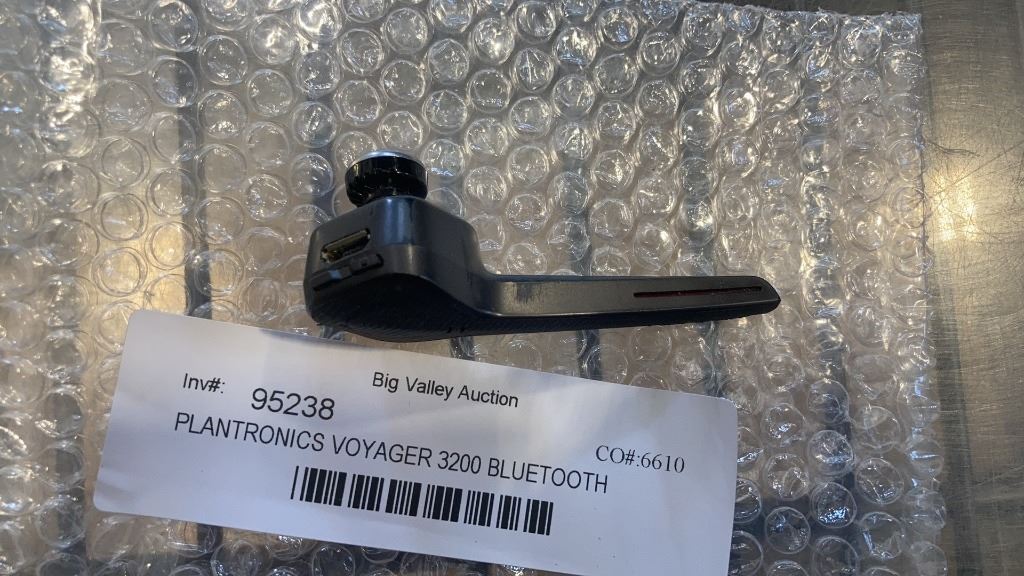 Big Valley Auction
Inv#: 95238
CO#:6610
PLANTRONICS VOYAGER 3200 BLUETOOTH